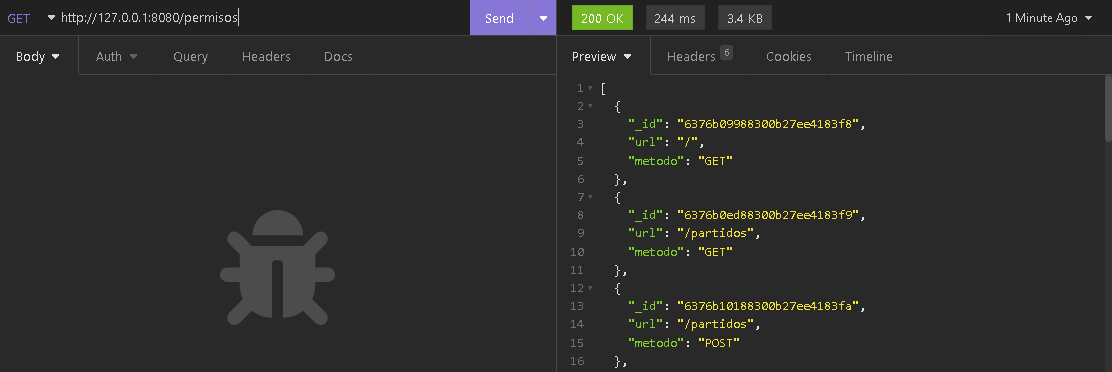 GET http://127.0.0.1:8080/permisos Send 200 OK 244 ms 3.4 KB 1 Minute Ago
Body Auth Query Headers Docs Preview Headers 6 Cookies Timeline
1 [
2 {
3 "_id": "6376b09988300b27ee4183f8",
4 "url": "/",
5 "metodo": "GET"
6 },
7 {
8 "_id": "6376b0ed88300b27ee4183f9",
9 "url": "/partidos",
10 "metodo": "GET"
11 },
12 {
13 "_id": "6376b10188300b27ee4183fa",
14 "url": "/partidos",
15 "metodo": "POST"
16 },